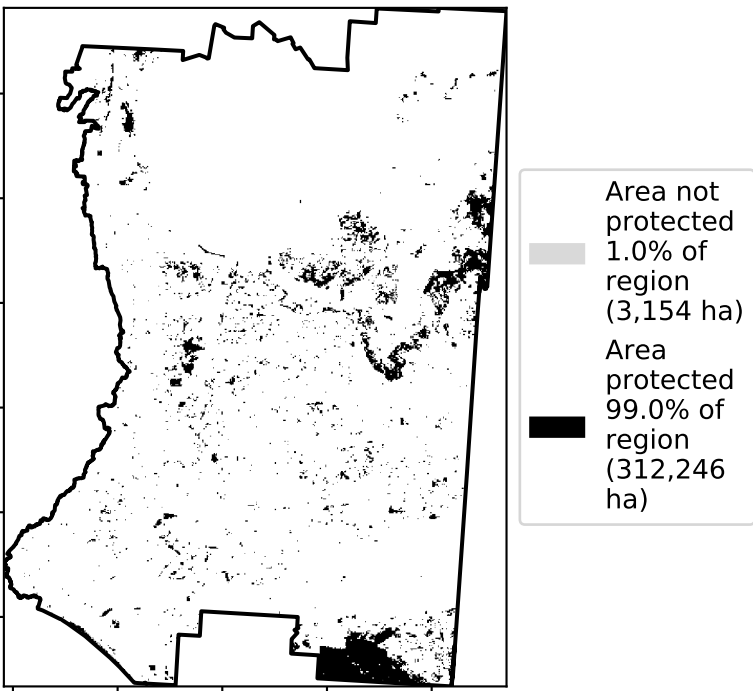 Area not
protected
1.0% of
region
(3,154 ha)
Area
protected
99.0% of
region
(312,246
ha)